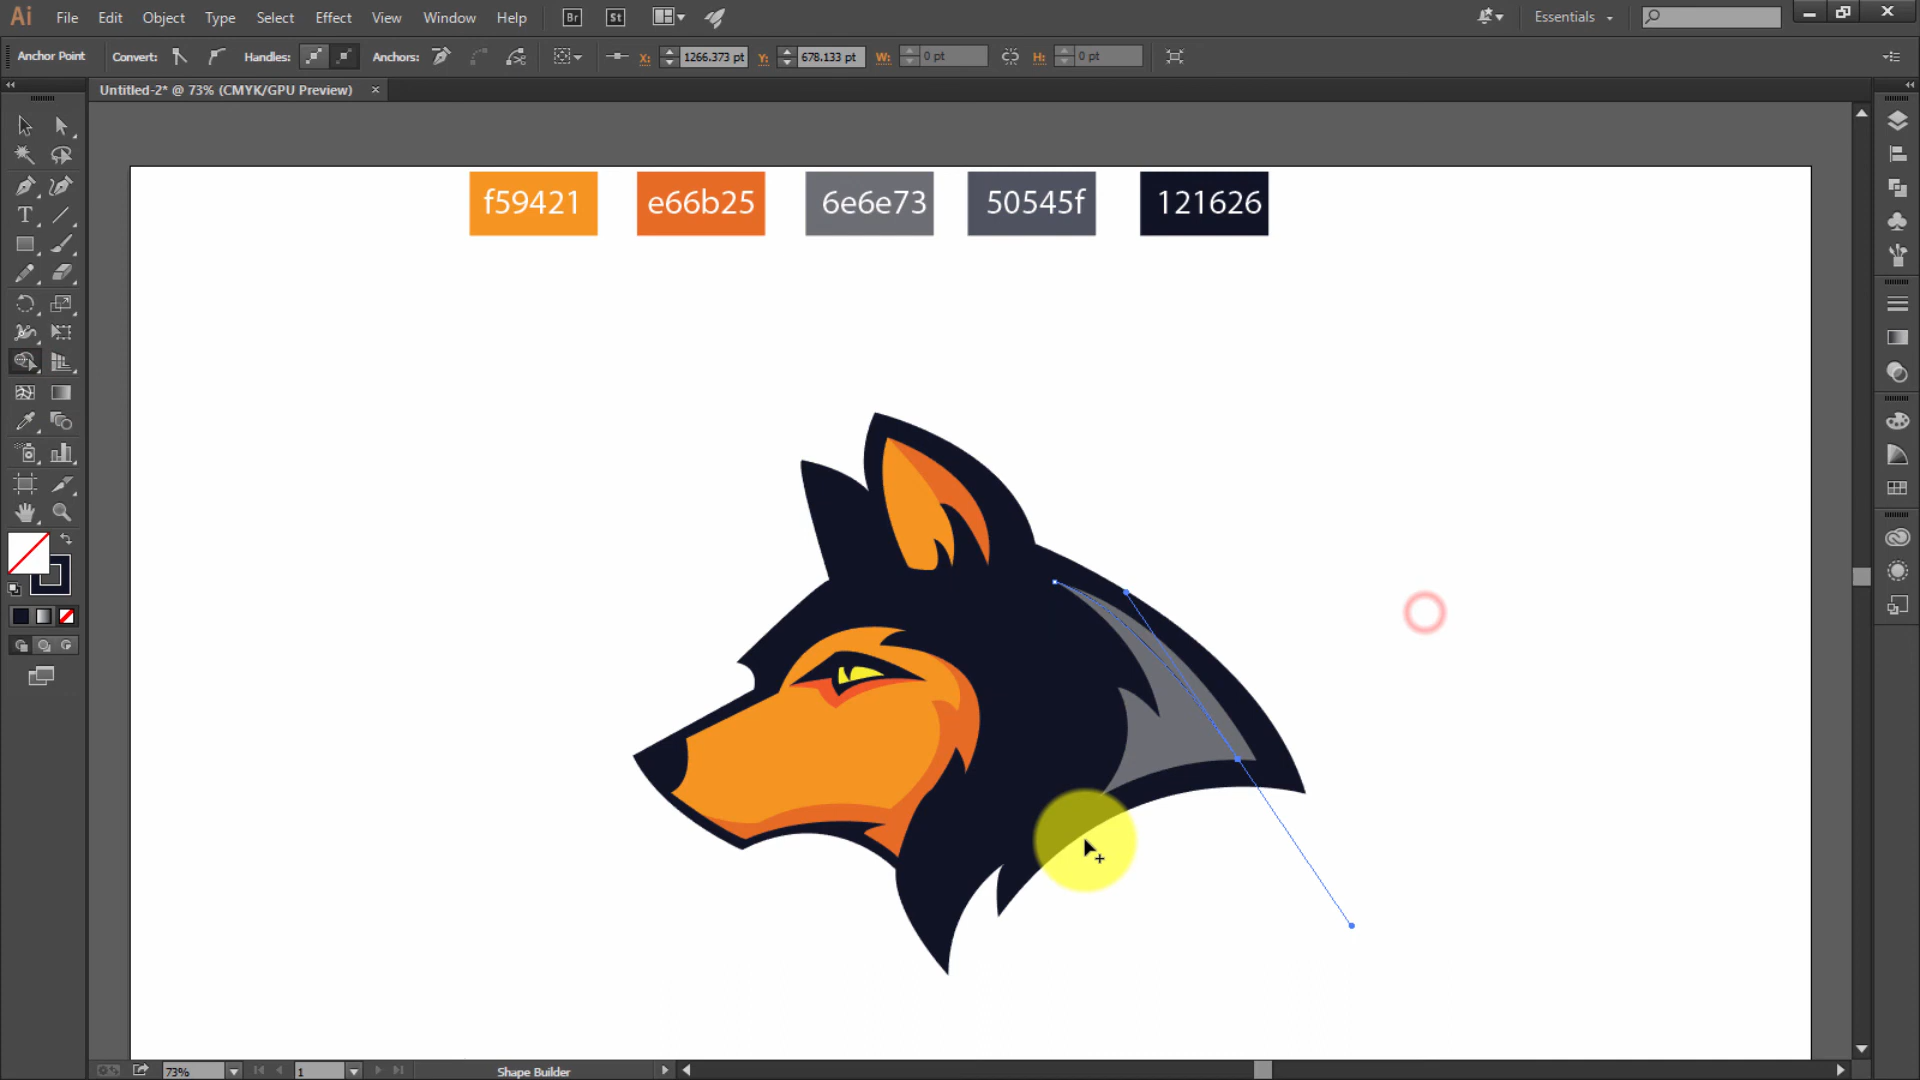 Ai File Edit Object Type Select Effect View Window Help Br St Essentials
Anchor Point Convert: Handles: Anchors: X: 1266.373 pt Y: 678.133 pt W: 0 pt H: 0 pt
Untitled-2* @ 73% (CMYK/GPU Preview) ×
f59421 e66b25 6e6e73 50545f 121626
T
73% 1 Shape Builder